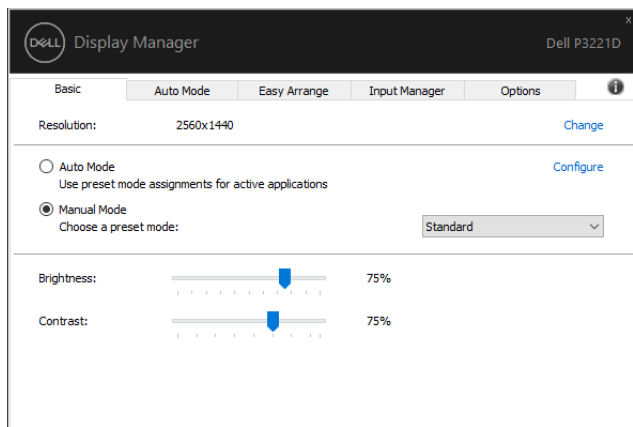 DELL Display Manager Dell P3221D
Basic Auto Mode Easy Arrange Input Manager Options
Resolution: 2560x1440 Change
Auto Mode Configure
Use preset mode assignments for active applications
Manual Mode
Choose a preset mode: Standard
Brightness: 75%
Contrast: 75%